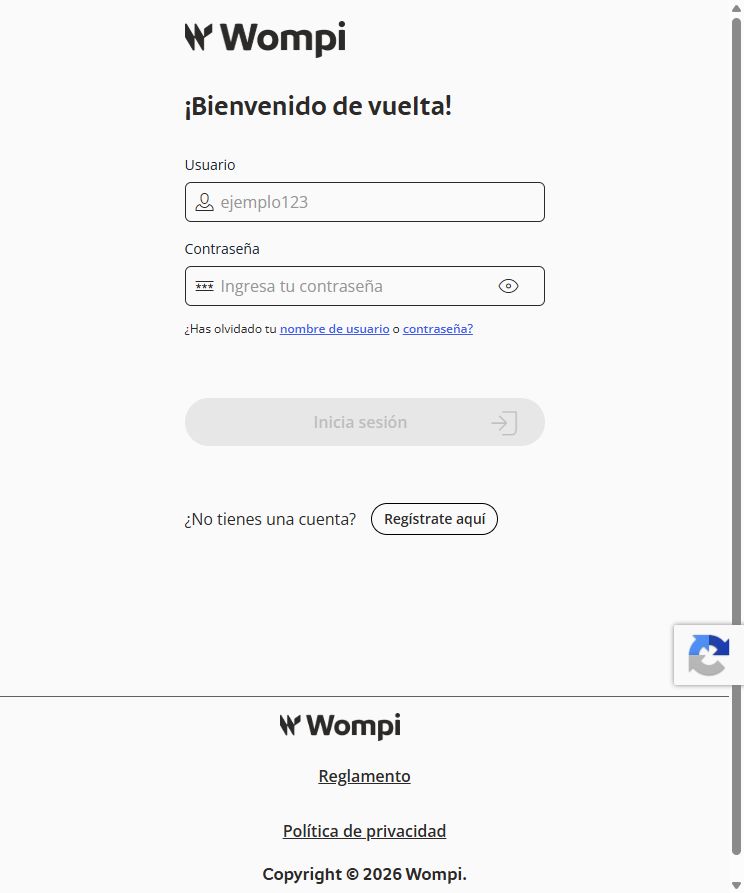 Wompi
¡Bienvenido de vuelta!
Usuario
ejemplo123
Contraseña
*** Ingresa tu contraseña
¿Has olvidado tu nombre de usuario o contraseña?
Inicia sesión
¿No tienes una cuenta? Regístrate aquí
Wompi
Reglamento
Política de privacidad
Copyright © 2026 Wompi.